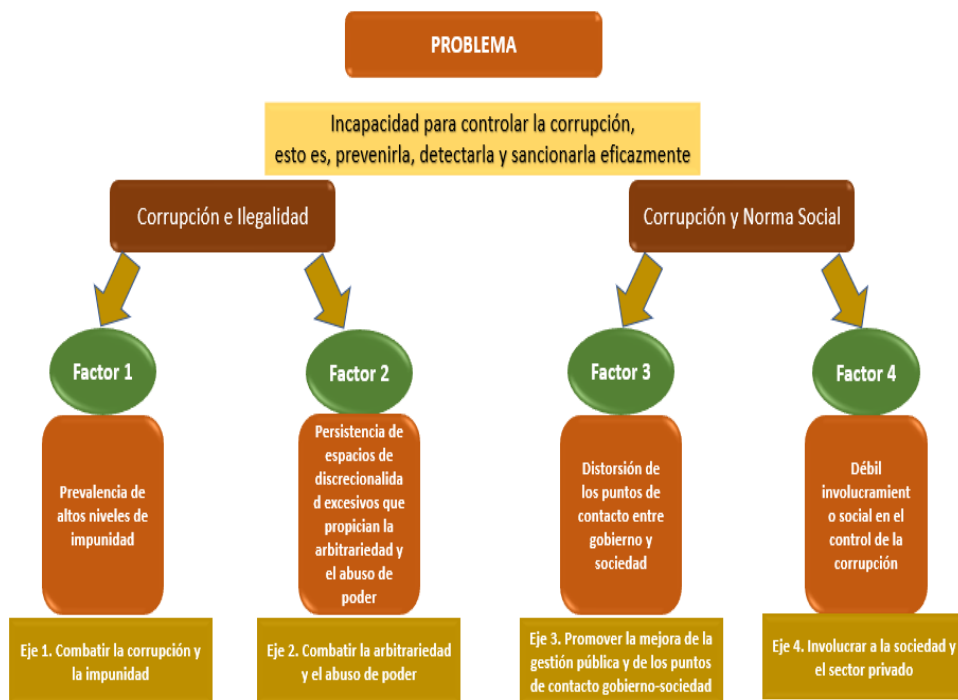 PROBLEMA
Incapacidad para controlar la corrupción,
esto es, prevenirla, detectarla y sancionarla eficazmente
Corrupción e Ilegalidad
Corrupción y Norma Social
Factor 1
Factor 2
Factor 3
Factor 4
Prevalencia de
altos niveles de
impunidad
Persistencia de
espacios de
discrecionalida
d excesivos que
propician la
arbitrariedad y
el abuso de
poder
Distorsión de
los puntos de
contacto entre
gobierno y
sociedad
Débil
involucramient
o social en el
control de la
corrupción
Eje 1. Combatir la corrupción y
la impunidad
Eje 2. Combatir la arbitrariedad
y el abuso de poder
Eje 3. Promover la mejora de la
gestión pública y de los puntos
de contacto gobierno-sociedad
Eje 4. Involucrar a la sociedad y
el sector privado